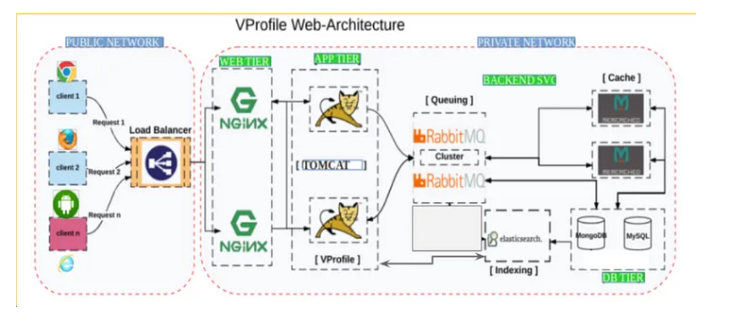 VProfile Web-Architecture
PUBLIC NETWORK
PRIVATE NETWORK
WEB TIER
APP TIER
BACKEND SVC
[ Cache ]
client 1
Request 1
Load Balancer
NGINX
[ Queuing ]
RabbitMQ
Cluster
RabbitMQ
client 2
Request 2
[ TOMCAT ]
client n
Request n
NGINX
[ VProfile ]
elasticsearch.
[ Indexing ]
MongoDB
MySQL
DB TIER